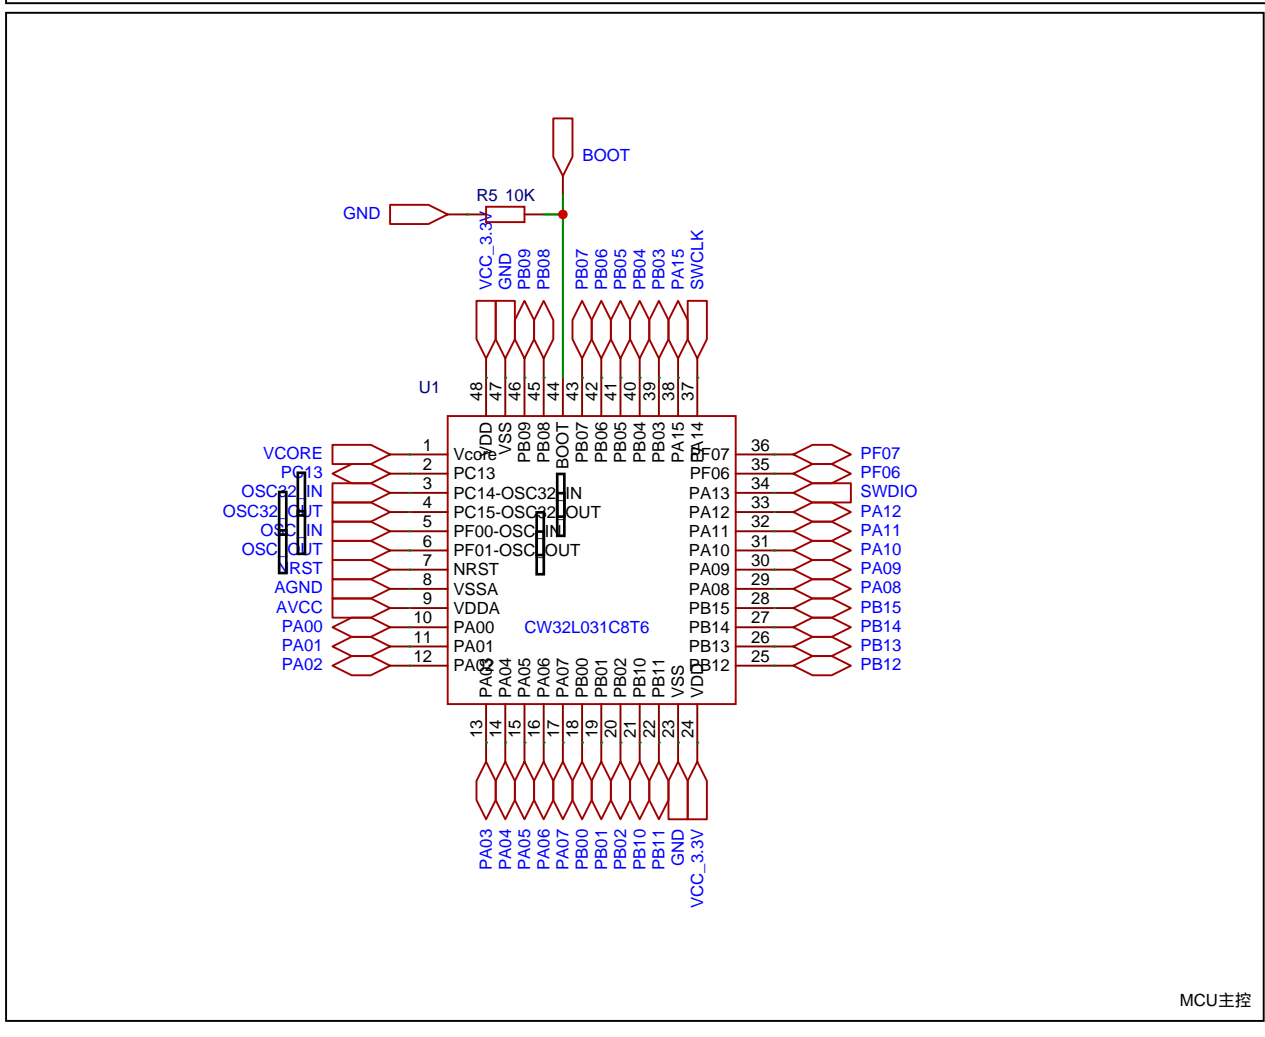 BOOT
R5 10K
GND
VCC_3.3V
GND
PB09
PB08
PB07
PB06
PB05
PB04
PB03
PA15
SWCLK
U1
48
47
46
45
44
43
42
41
40
39
38
37
VDD
VSS
PB09
PB08
BOOT
PB07
PB06
PB05
PB04
PB03
PA15
PA14
VCORE 1 Vcore
PC13 2 PC13
OSC32_IN 3 PC14-OSC32_IN
OSC32_OUT 4 PC15-OSC32_OUT
OSC_IN 5 PF00-OSC_IN
OSC_OUT 6 PF01-OSC_OUT
NRST 7 NRST
AGND 8 VSSA
AVCC 9 VDDA
PA00 10 PA00
PA01 11 PA01
PA02 12 PA02
PF07 36 PF07
PF06 35 PF06
PA13 34 SWDIO
PA12 33 PA12
PA11 32 PA11
PA10 31 PA10
PA09 30 PA09
PA08 29 PA08
PB15 28 PB15
PB14 27 PB14
PB13 26 PB13
PB12 25 PB12
CW32L031C8T6
PA03
PA04
PA05
PA06
PA07
PB00
PB01
PB02
PB10
PB11
VSS
VDD
13
14
15
16
17
18
19
20
21
22
23
24
PA03
PA04
PA05
PA06
PA07
PB00
PB01
PB02
PB10
PB11
GND
VCC_3.3V
MCU主控